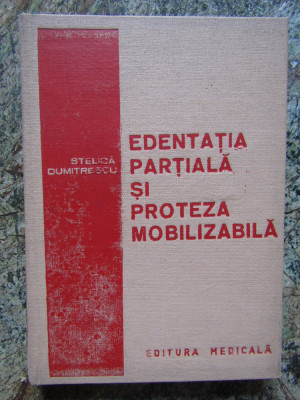 STELICA
DUMITRESCU
EDENTAȚIA
PARȚIALĂ
ȘI
PROTEZA
MOBILIZABILĂ
EDITURA MEDICALĂ